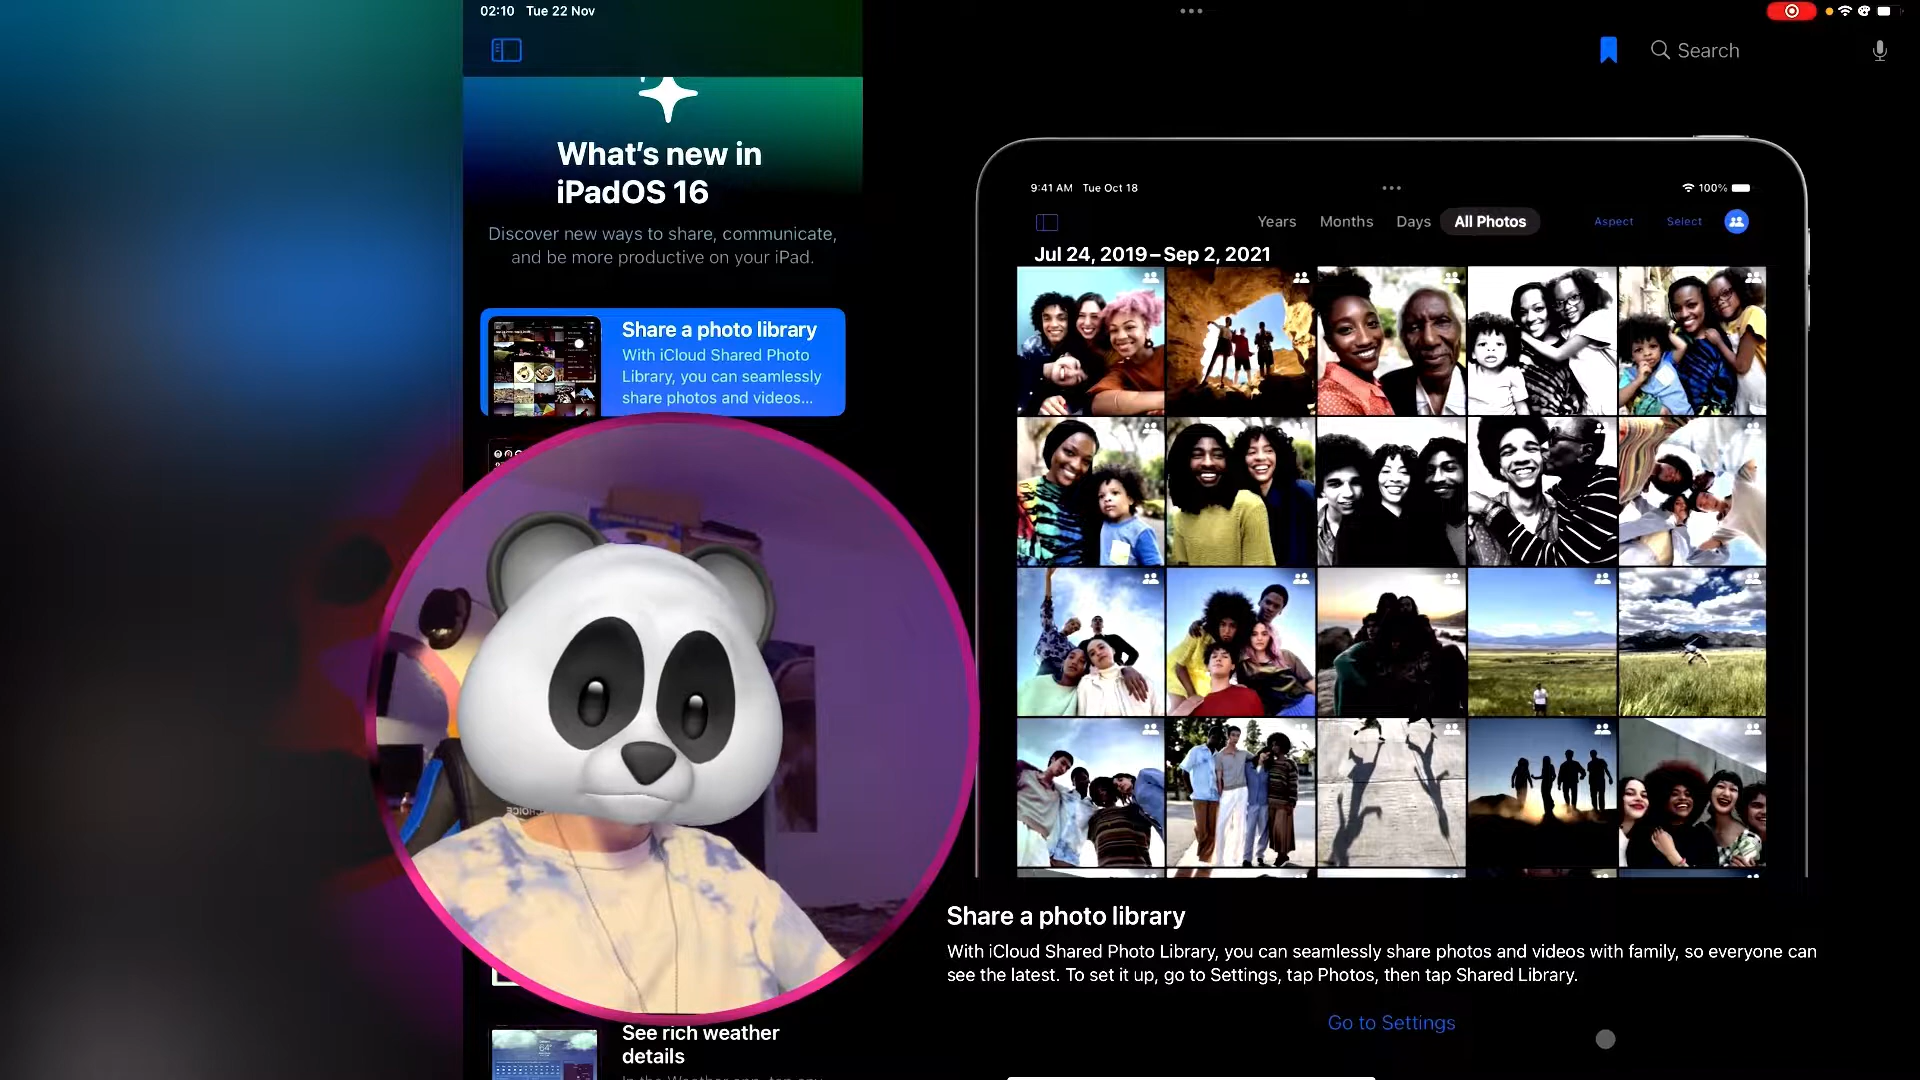 02:10 Tue 22 Nov
Search
What's new in
iPadOS 16
Discover new ways to share, communicate,
and be more productive on your iPad.
Share a photo library
With iCloud Shared Photo
Library, you can seamlessly
share photos and videos...
See rich weather
details
9:41 AM Tue Oct 18
100%
Years Months Days All Photos Aspect Select
Jul 24, 2019–Sep 2, 2021
Share a photo library
With iCloud Shared Photo Library, you can seamlessly share photos and videos with family, so everyone can
see the latest. To set it up, go to Settings, tap Photos, then tap Shared Library.
Go to Settings